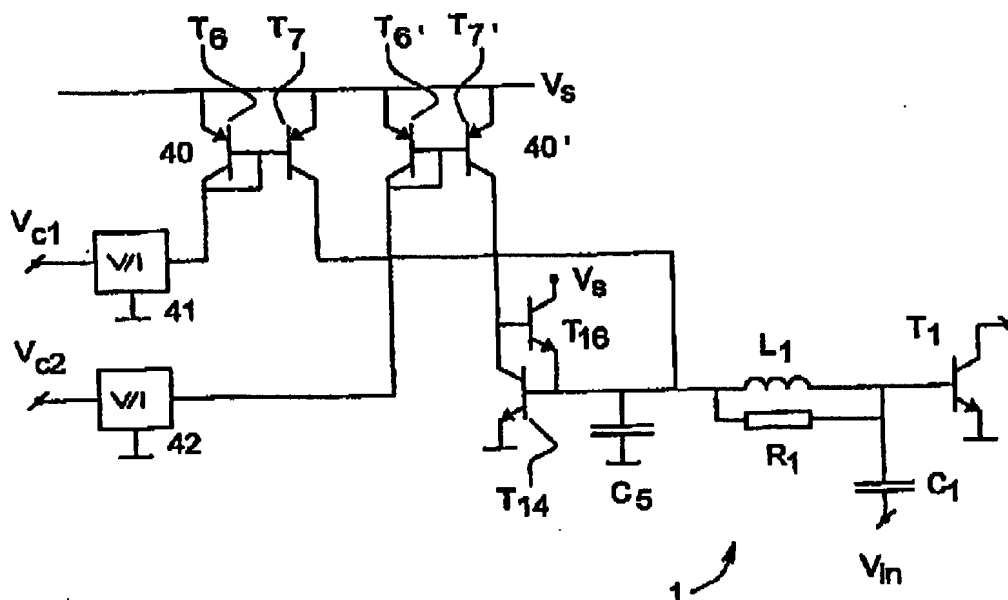 T6 T7 T6' T7'
Vs
40 40'
Vc1 V/I
41
Vs
T16 T1
L1
Vc2 V/I
42
R1
T14 C5 C1
Vin
1